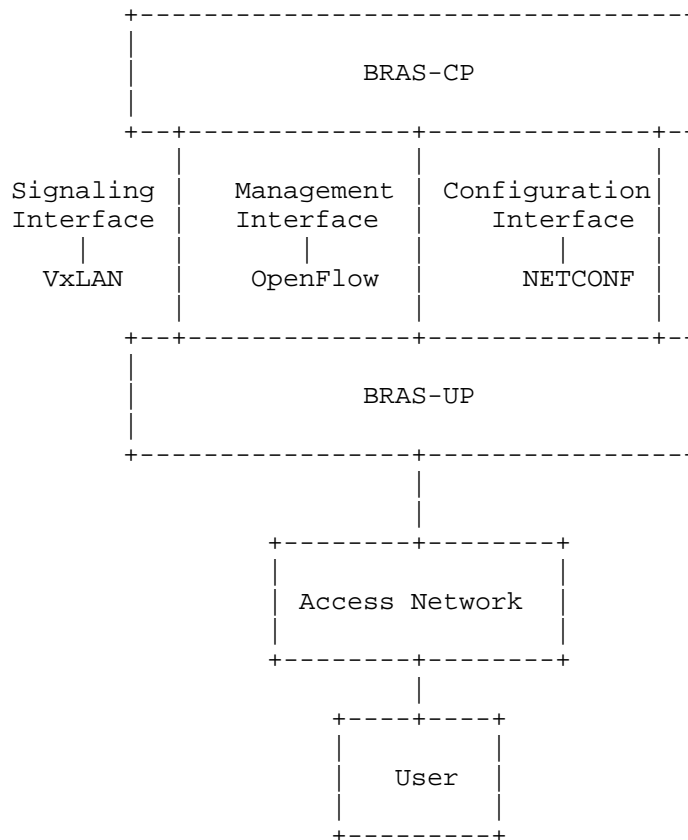 BRAS-CP
Signaling Management Configuration
Interface Interface Interface
VxLAN OpenFlow NETCONF
BRAS-UP
Access Network
User